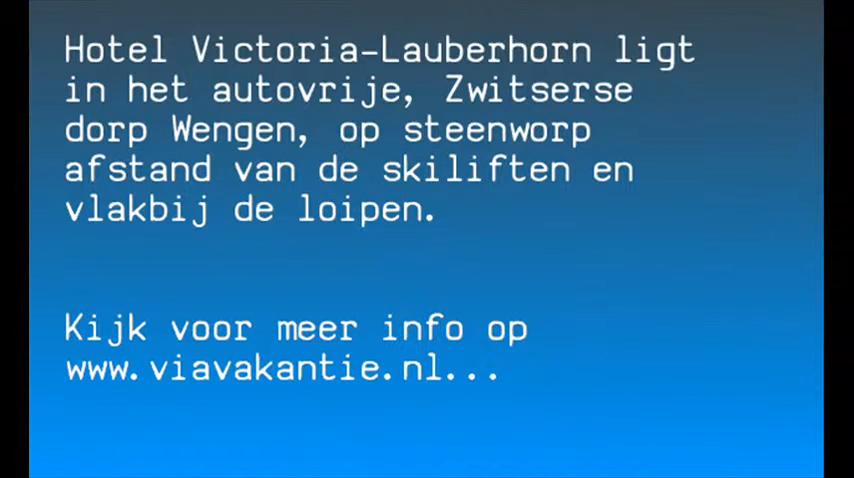 Hotel Victoria-Lauberhorn ligt
in het autovrije, Zwitserse
dorp Wengen, op steenworp
afstand van de skiliften en
vlakbij de loipen.
Kijk voor meer info op
www.viavakantie.nl...